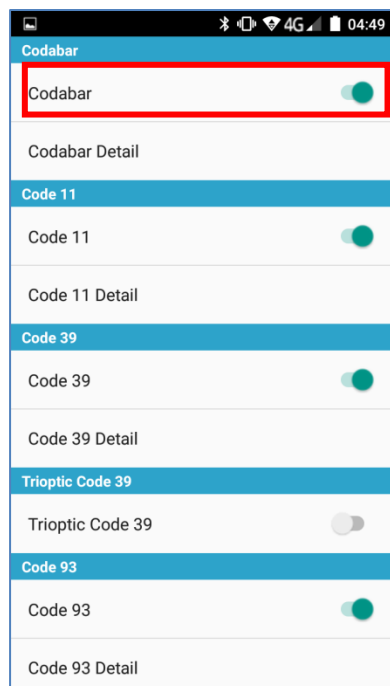 4G 04:49
Codabar
Codabar
Codabar Detail
Code 11
Code 11
Code 11 Detail
Code 39
Code 39
Code 39 Detail
Trioptic Code 39
Trioptic Code 39
Code 93
Code 93
Code 93 Detail